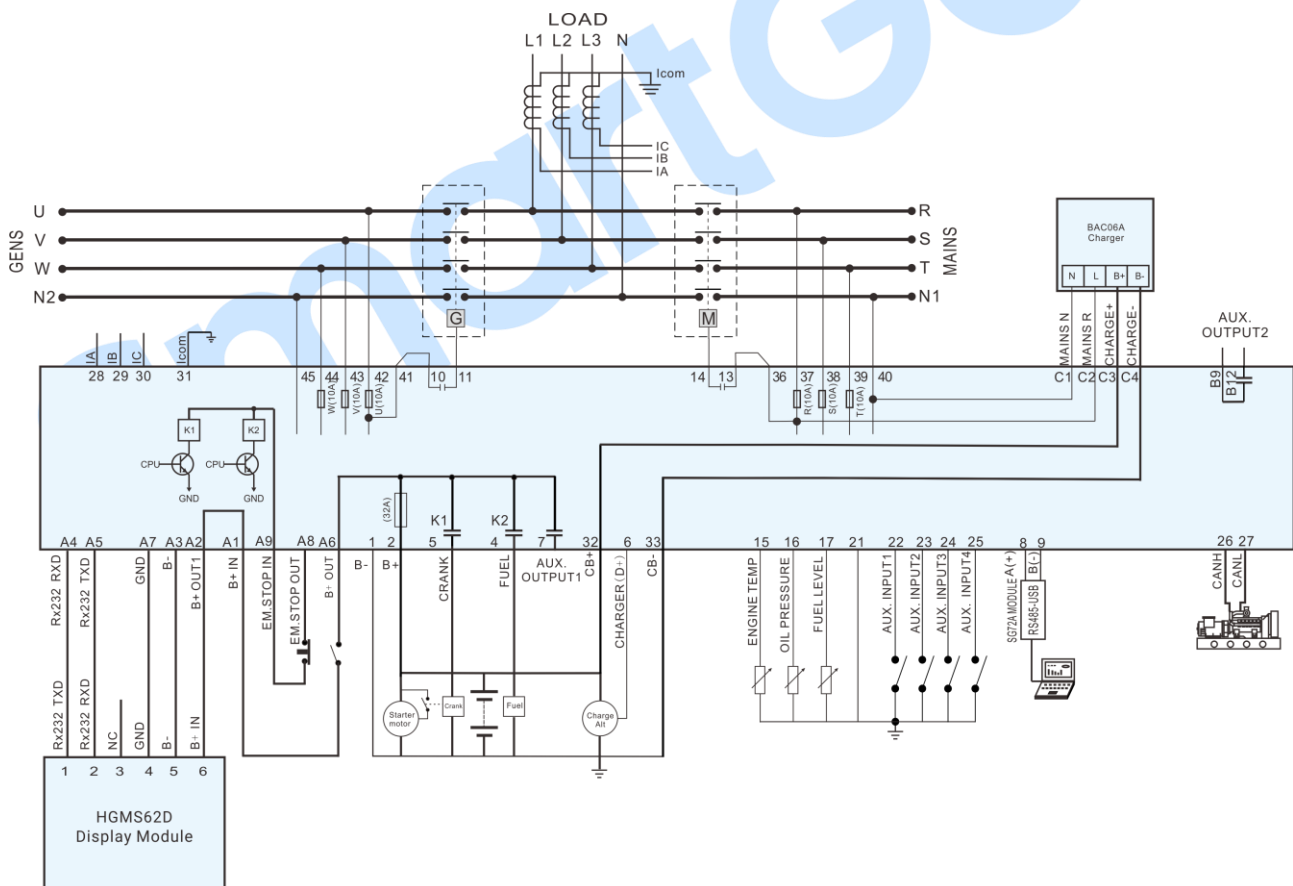 LOAD
L1 L2 L3 N
Icom
IC
IB
IA
GENS
U
V
W
N2
R
S
T
N1
MAINS
G
M
BAC06A
Charger
N L B+ B-
MAINS N
MAINS R
CHARGE+
CHARGE-
AUX.
OUTPUT2
IA
IB
IC
Icom
28 29 30 31
45 44 43 42 41 10 11
14 13 36 37 38 39 40
C1 C2 C3 C4
B9
B12
W(10A)
V(10A)
U(10A)
R(10A)
S(10A)
T(10A)
K1 K2
CPU CPU
GND GND
(32A)
K1 K2
A4 A5 A7 A3 A2 A1 A9 A8 A6 1 2 5 4 7 32 6 33
15 16 17 21 22 23 24 25 8 9 26 27
Rx232 RXD
Rx232 TXD
GND
B-
B+ OUT1
B+ IN
EM.STOP IN
EM.STOP OUT
B+ OUT
B-
B+
CRANK
FUEL
AUX.
OUTPUT1
CB+
CHARGER(D+)
CB-
ENGINE TEMP
OIL PRESSURE
FUEL LEVEL
AUX. INPUT1
AUX. INPUT2
AUX. INPUT3
AUX. INPUT4
SG72A MODULE
A(+)
B(-)
RS485-USB
CANH
CANL
Starter
motor
Crank
Fuel
Charge
Alt
Rx232 TXD
Rx232 RXD
NC
GND
B-
B+ IN
1 2 3 4 5 6
HGMS62D
Display Module